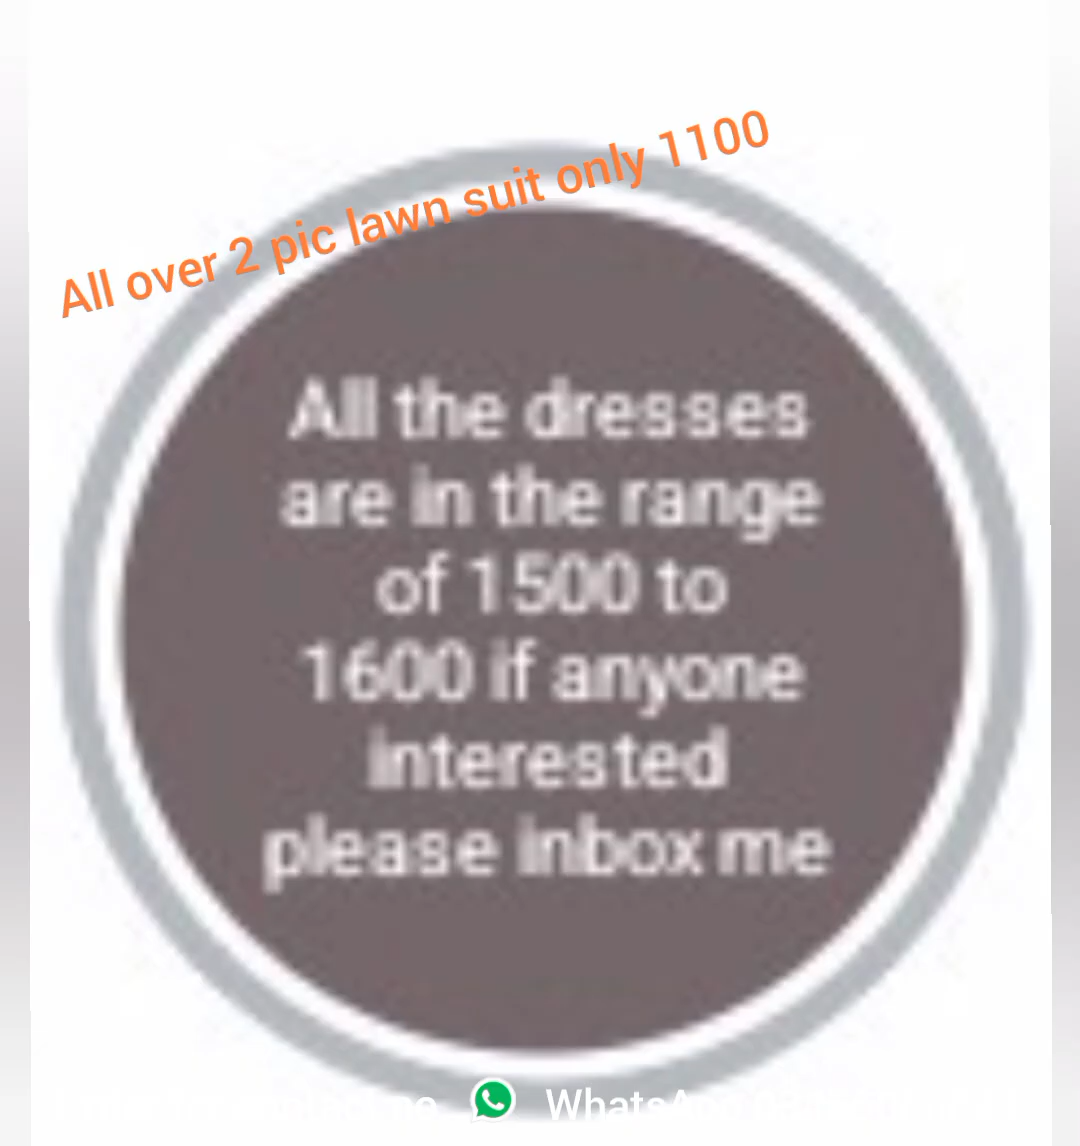 All over 2 pic lawn suit only 1100
All the dresses
are in the range
of 1500 to
1600 if anyone
interested
please inbox me